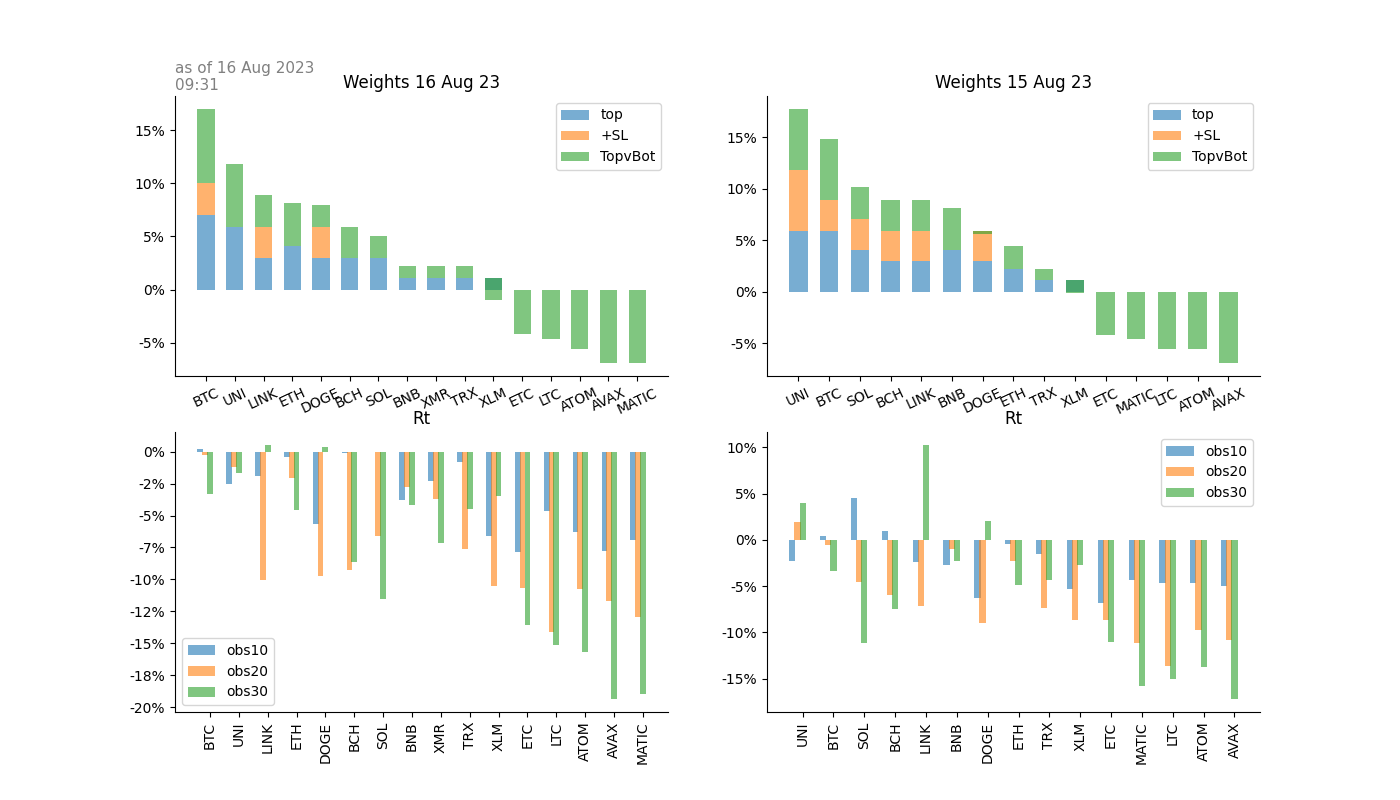 as of 16 Aug 2023
09:31
Weights 16 Aug 23
15%
10%
5%
0%
-5%
top
+SL
TopvBot
BTC UNI LINK ETH DOGE BCH SOL BNB XMR TRX XLM ETC LTC ATOM AVAX MATIC
Weights 15 Aug 23
15%
10%
5%
0%
-5%
top
+SL
TopvBot
UNI BTC SOL BCH LINK BNB DOGE ETH TRX XLM ETC MATIC LTC ATOM AVAX
Rt
0%
-2%
-5%
-7%
-10%
-12%
-15%
-18%
-20%
obs10
obs20
obs30
BTC UNI LINK ETH DOGE BCH SOL BNB XMR TRX XLM ETC LTC ATOM AVAX MATIC
Rt
10%
5%
0%
-5%
-10%
-15%
obs10
obs20
obs30
UNI BTC SOL BCH LINK BNB DOGE ETH TRX XLM ETC MATIC LTC ATOM AVAX